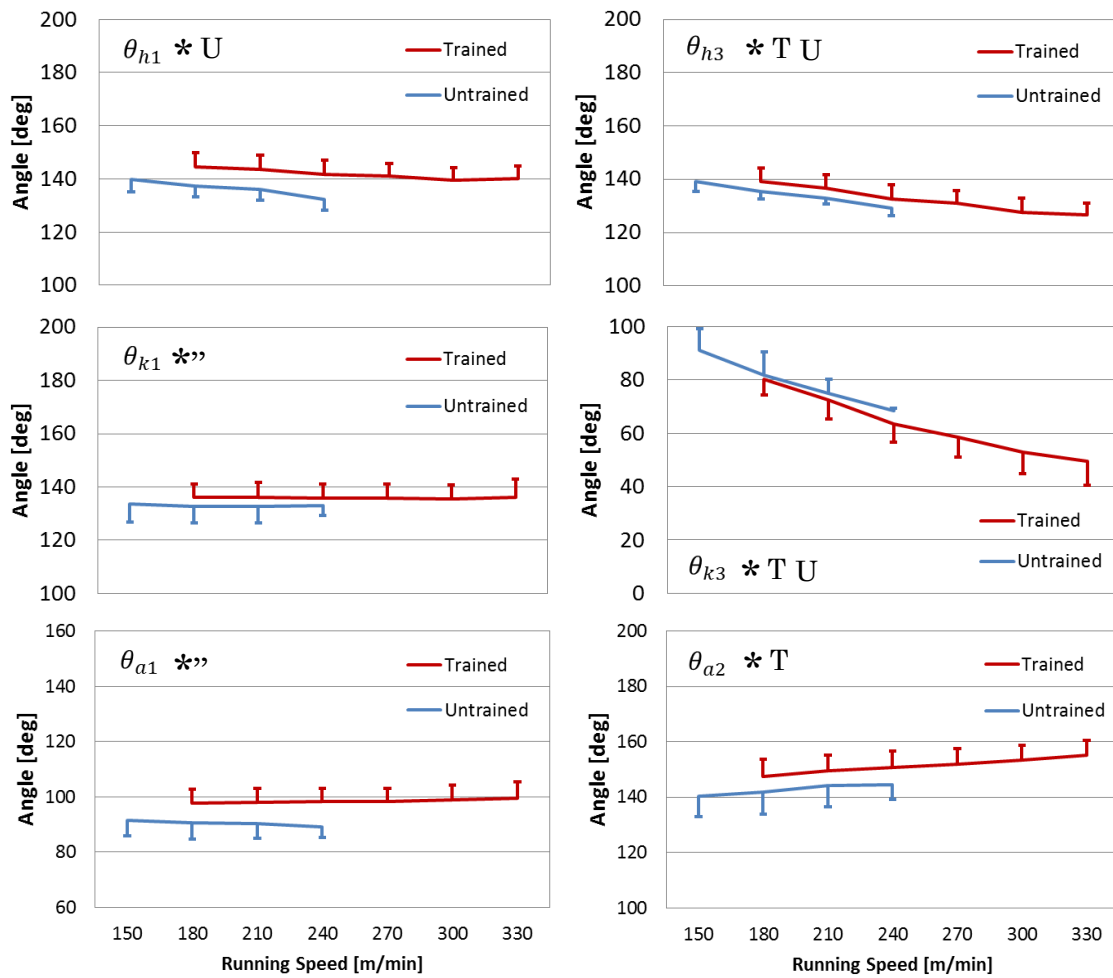 θh1 * U
Trained
Untrained
Angle [deg]
200
180
160
140
120
100
θh3 * T U
Trained
Untrained
Angle [deg]
200
180
160
140
120
100
θk1 *”
Trained
Untrained
Angle [deg]
200
180
160
140
120
100
Angle [deg]
100
80
60
40
20
0
Trained
Untrained
θk3 * T U
θa1 *”
Trained
Untrained
Angle [deg]
160
140
120
100
80
60
150 180 210 240 270 300 330
Running Speed [m/min]
θa2 * T
Trained
Untrained
Angle [deg]
200
180
160
140
120
100
150 180 210 240 270 300 330
Running Speed [m/min]